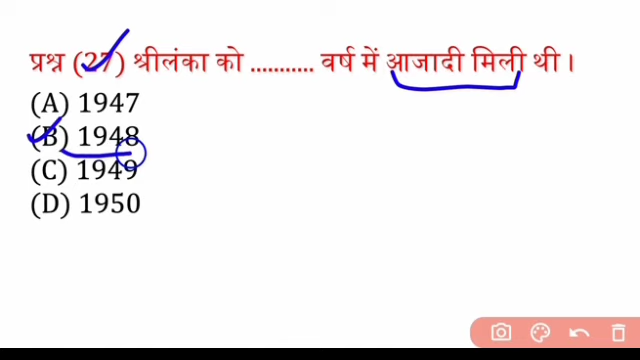 प्रश्न (27) श्रीलंका को ........... वर्ष में आजादी मिली थी ।
(A) 1947
(B) 1948
(C) 1949
(D) 1950